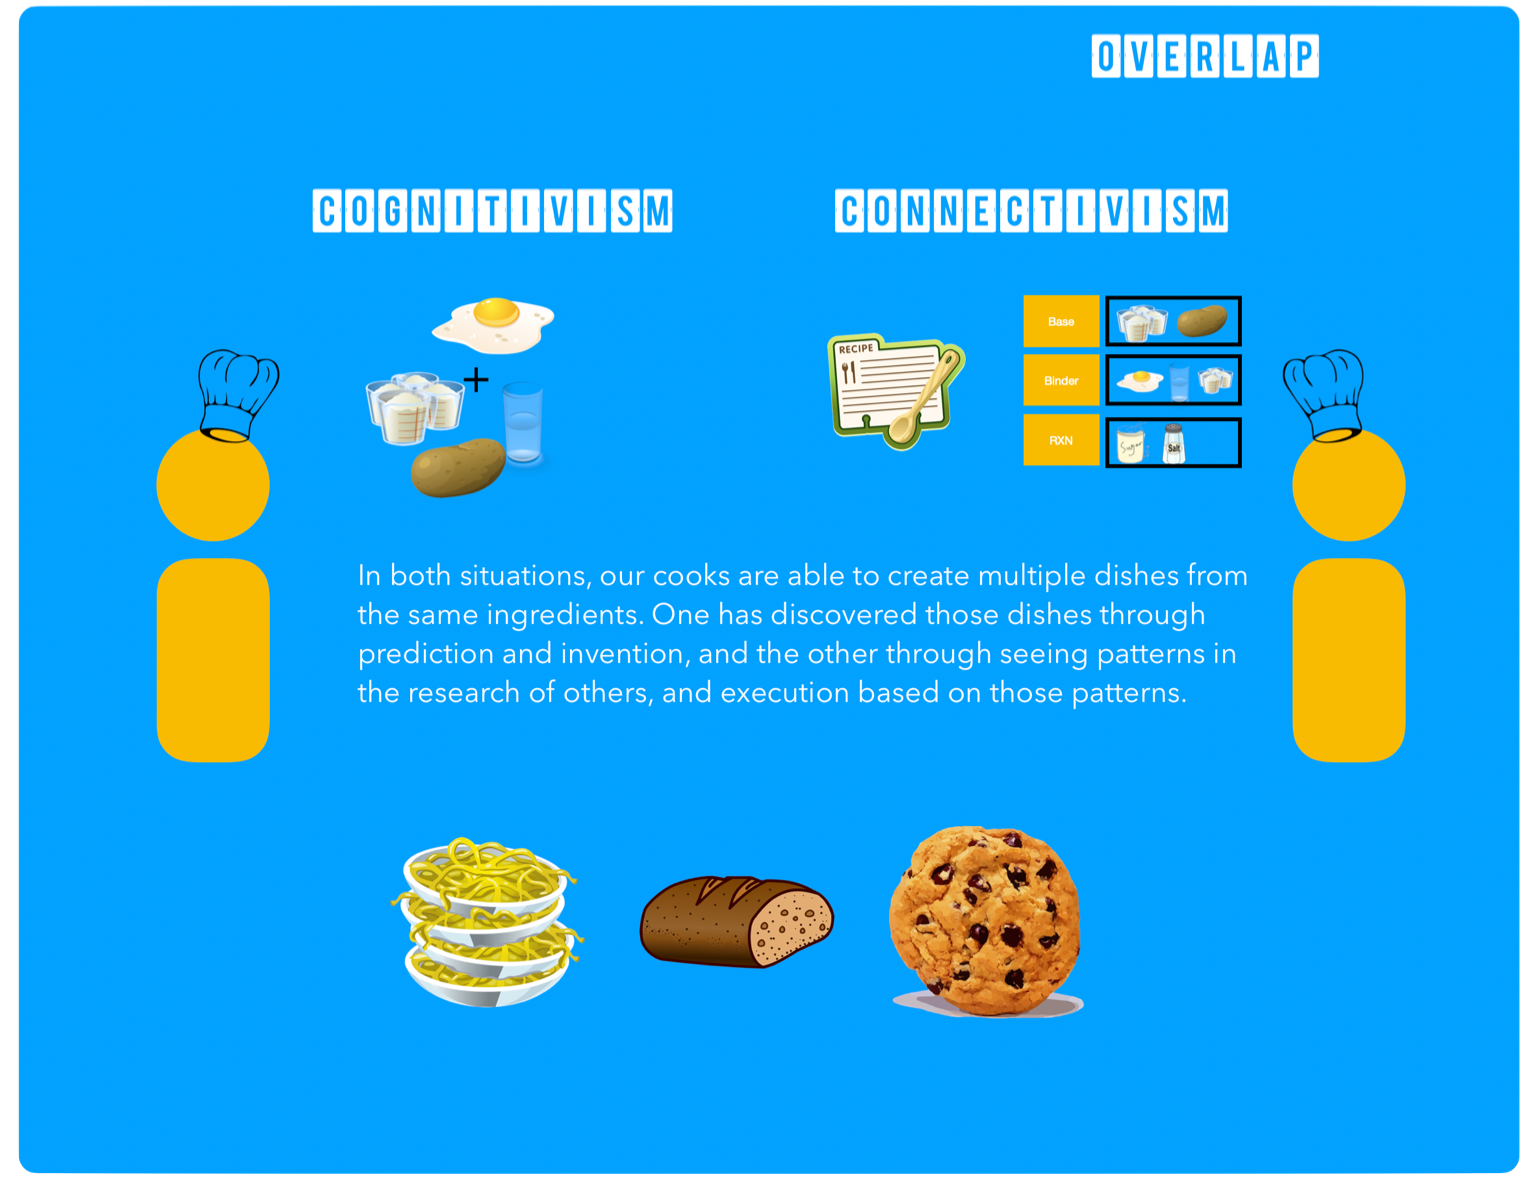 OVERLAP
COGNITIVISM
CONNECTIVISM
RECIPE
Base
Binder
RXN
Sugar
Salt
In both situations, our cooks are able to create multiple dishes from
the same ingredients. One has discovered those dishes through
prediction and invention, and the other through seeing patterns in
the research of others, and execution based on those patterns.